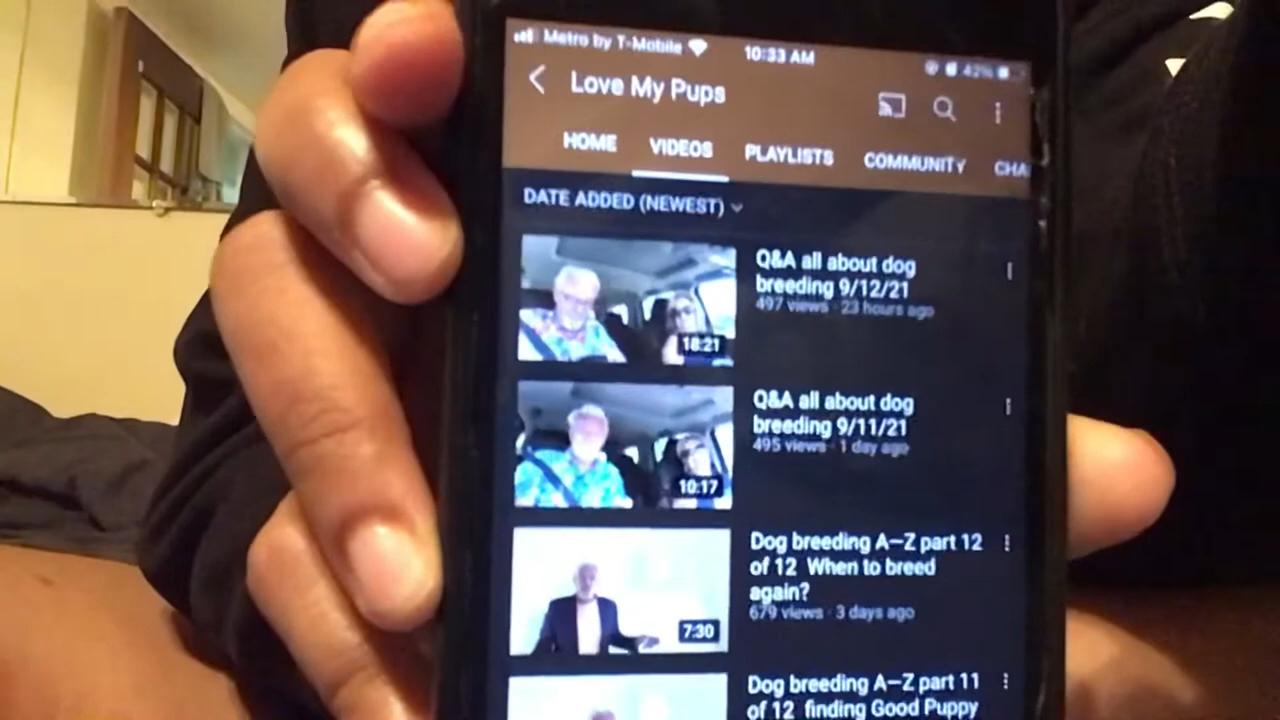 Metro by T-Mobile 10:33 AM 42%
Love My Pups
HOME VIDEOS PLAYLISTS COMMUNITY CHA
DATE ADDED (NEWEST)
Q&A all about dog
breeding 9/12/21
497 views · 23 hours ago
18:21
Q&A all about dog
breeding 9/11/21
495 views · 1 day ago
10:17
Dog breeding A–Z part 12
of 12 When to breed
again?
679 views · 3 days ago
7:30
Dog breeding A–Z part 11
of 12 finding Good Puppy